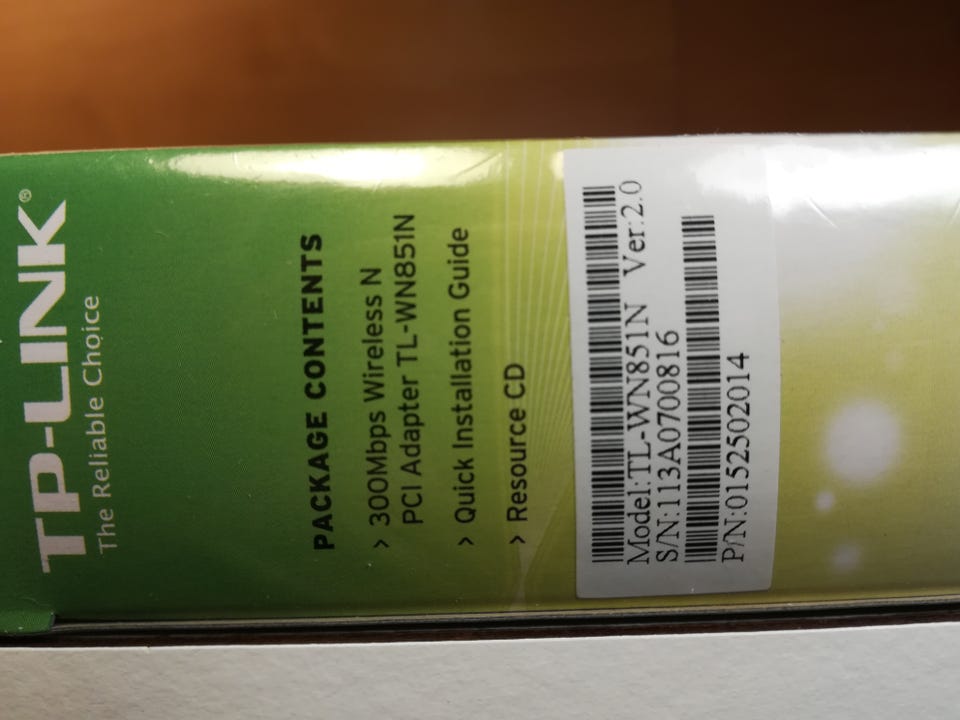 TP-LINK®
The Reliable Choice
PACKAGE CONTENTS
> 300Mbps Wireless N
PCI Adapter TL-WN851N
> Quick Installation Guide
> Resource CD
Model:TL-WN851N Ver:2.0
S/N:113A0700816
P/N:0152502014